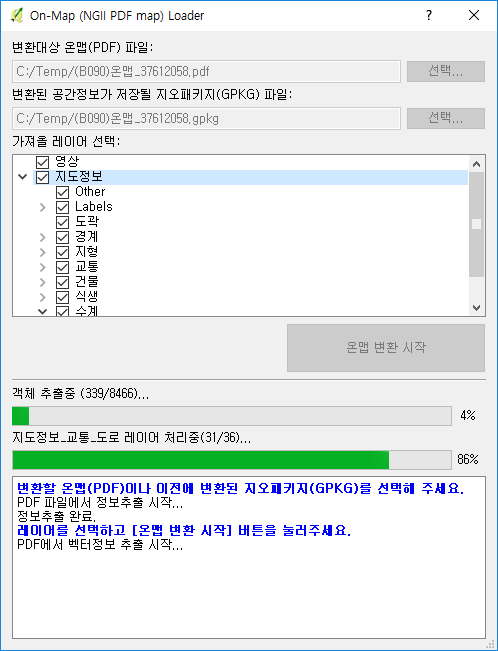 On-Map (NGII PDF map) Loader
변환대상 온맵(PDF) 파일:
C:/Temp/(B090)온맵_37612058.pdf
선택...
변환된 공간정보가 저장될 지오패키지(GPKG) 파일:
C:/Temp/(B090)온맵_37612058.gpkg
선택...
가져올 레이어 선택:
영상
지도정보
Other
Labels
도곽
경계
지형
교통
건물
식생
수계
온맵 변환 시작
객체 추출중 (339/8466)...
4%
지도정보_교통_도로 레이어 처리중(31/36)...
86%
변환할 온맵(PDF)이나 이전에 변환된 지오패키지(GPKG)를 선택해 주세요.
PDF 파일에서 정보추출 시작...
정보추출 완료.
레이어를 선택하고 [온맵 변환 시작] 버튼을 눌러주세요.
PDF에서 벡터정보 추출 시작...